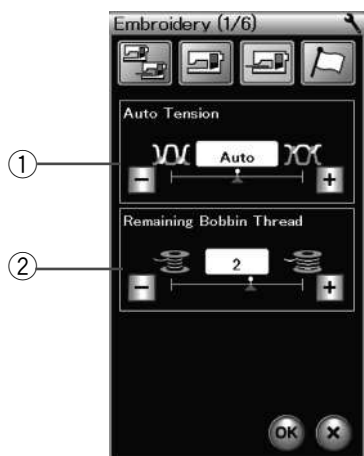 Embroidery (1/6)
Auto Tension
① Auto
− +
Remaining Bobbin Thread
② 2
− +
OK ×